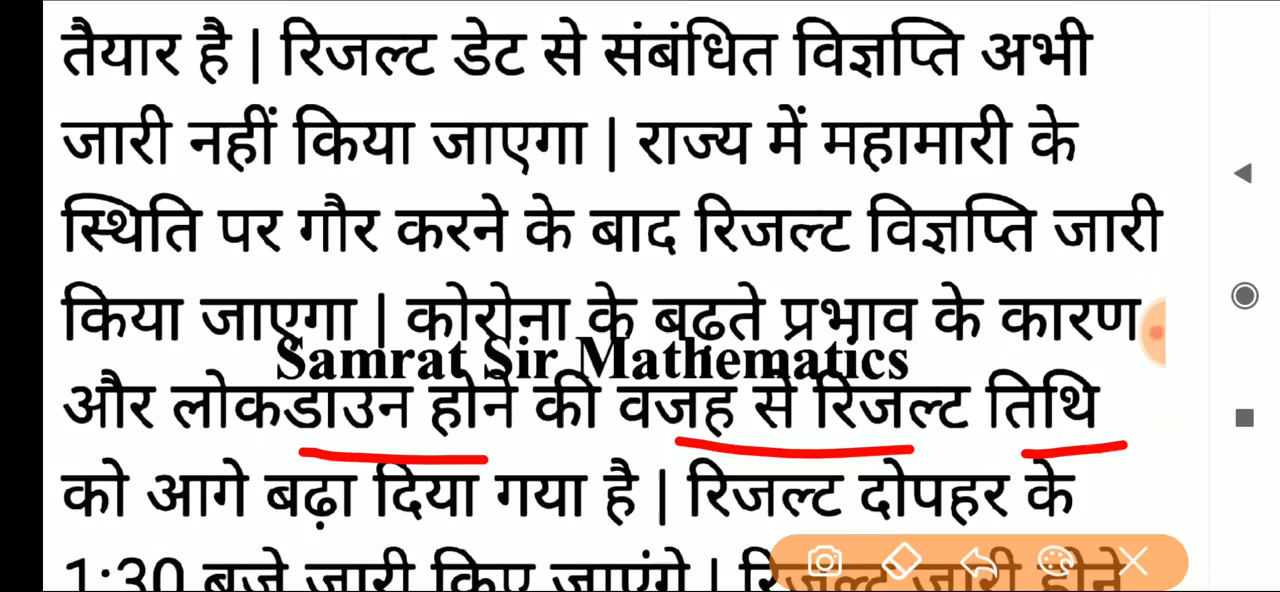 तैयार है | रिजल्ट डेट से संबंधित विज्ञप्ति अभी
जारी नहीं किया जाएगा | राज्य में महामारी के
स्थिति पर गौर करने के बाद रिजल्ट विज्ञप्ति जारी
किया जाएगा | कोरोना के बढ़ते प्रभाव के कारण
Samrat Sir Mathematics
और लोकडाउन होने की वजह से रिजल्ट तिथि
को आगे बढ़ा दिया गया है | रिजल्ट दोपहर के
1:30 बजे जारी किए जाएंगे | रिजल्ट जारी होने